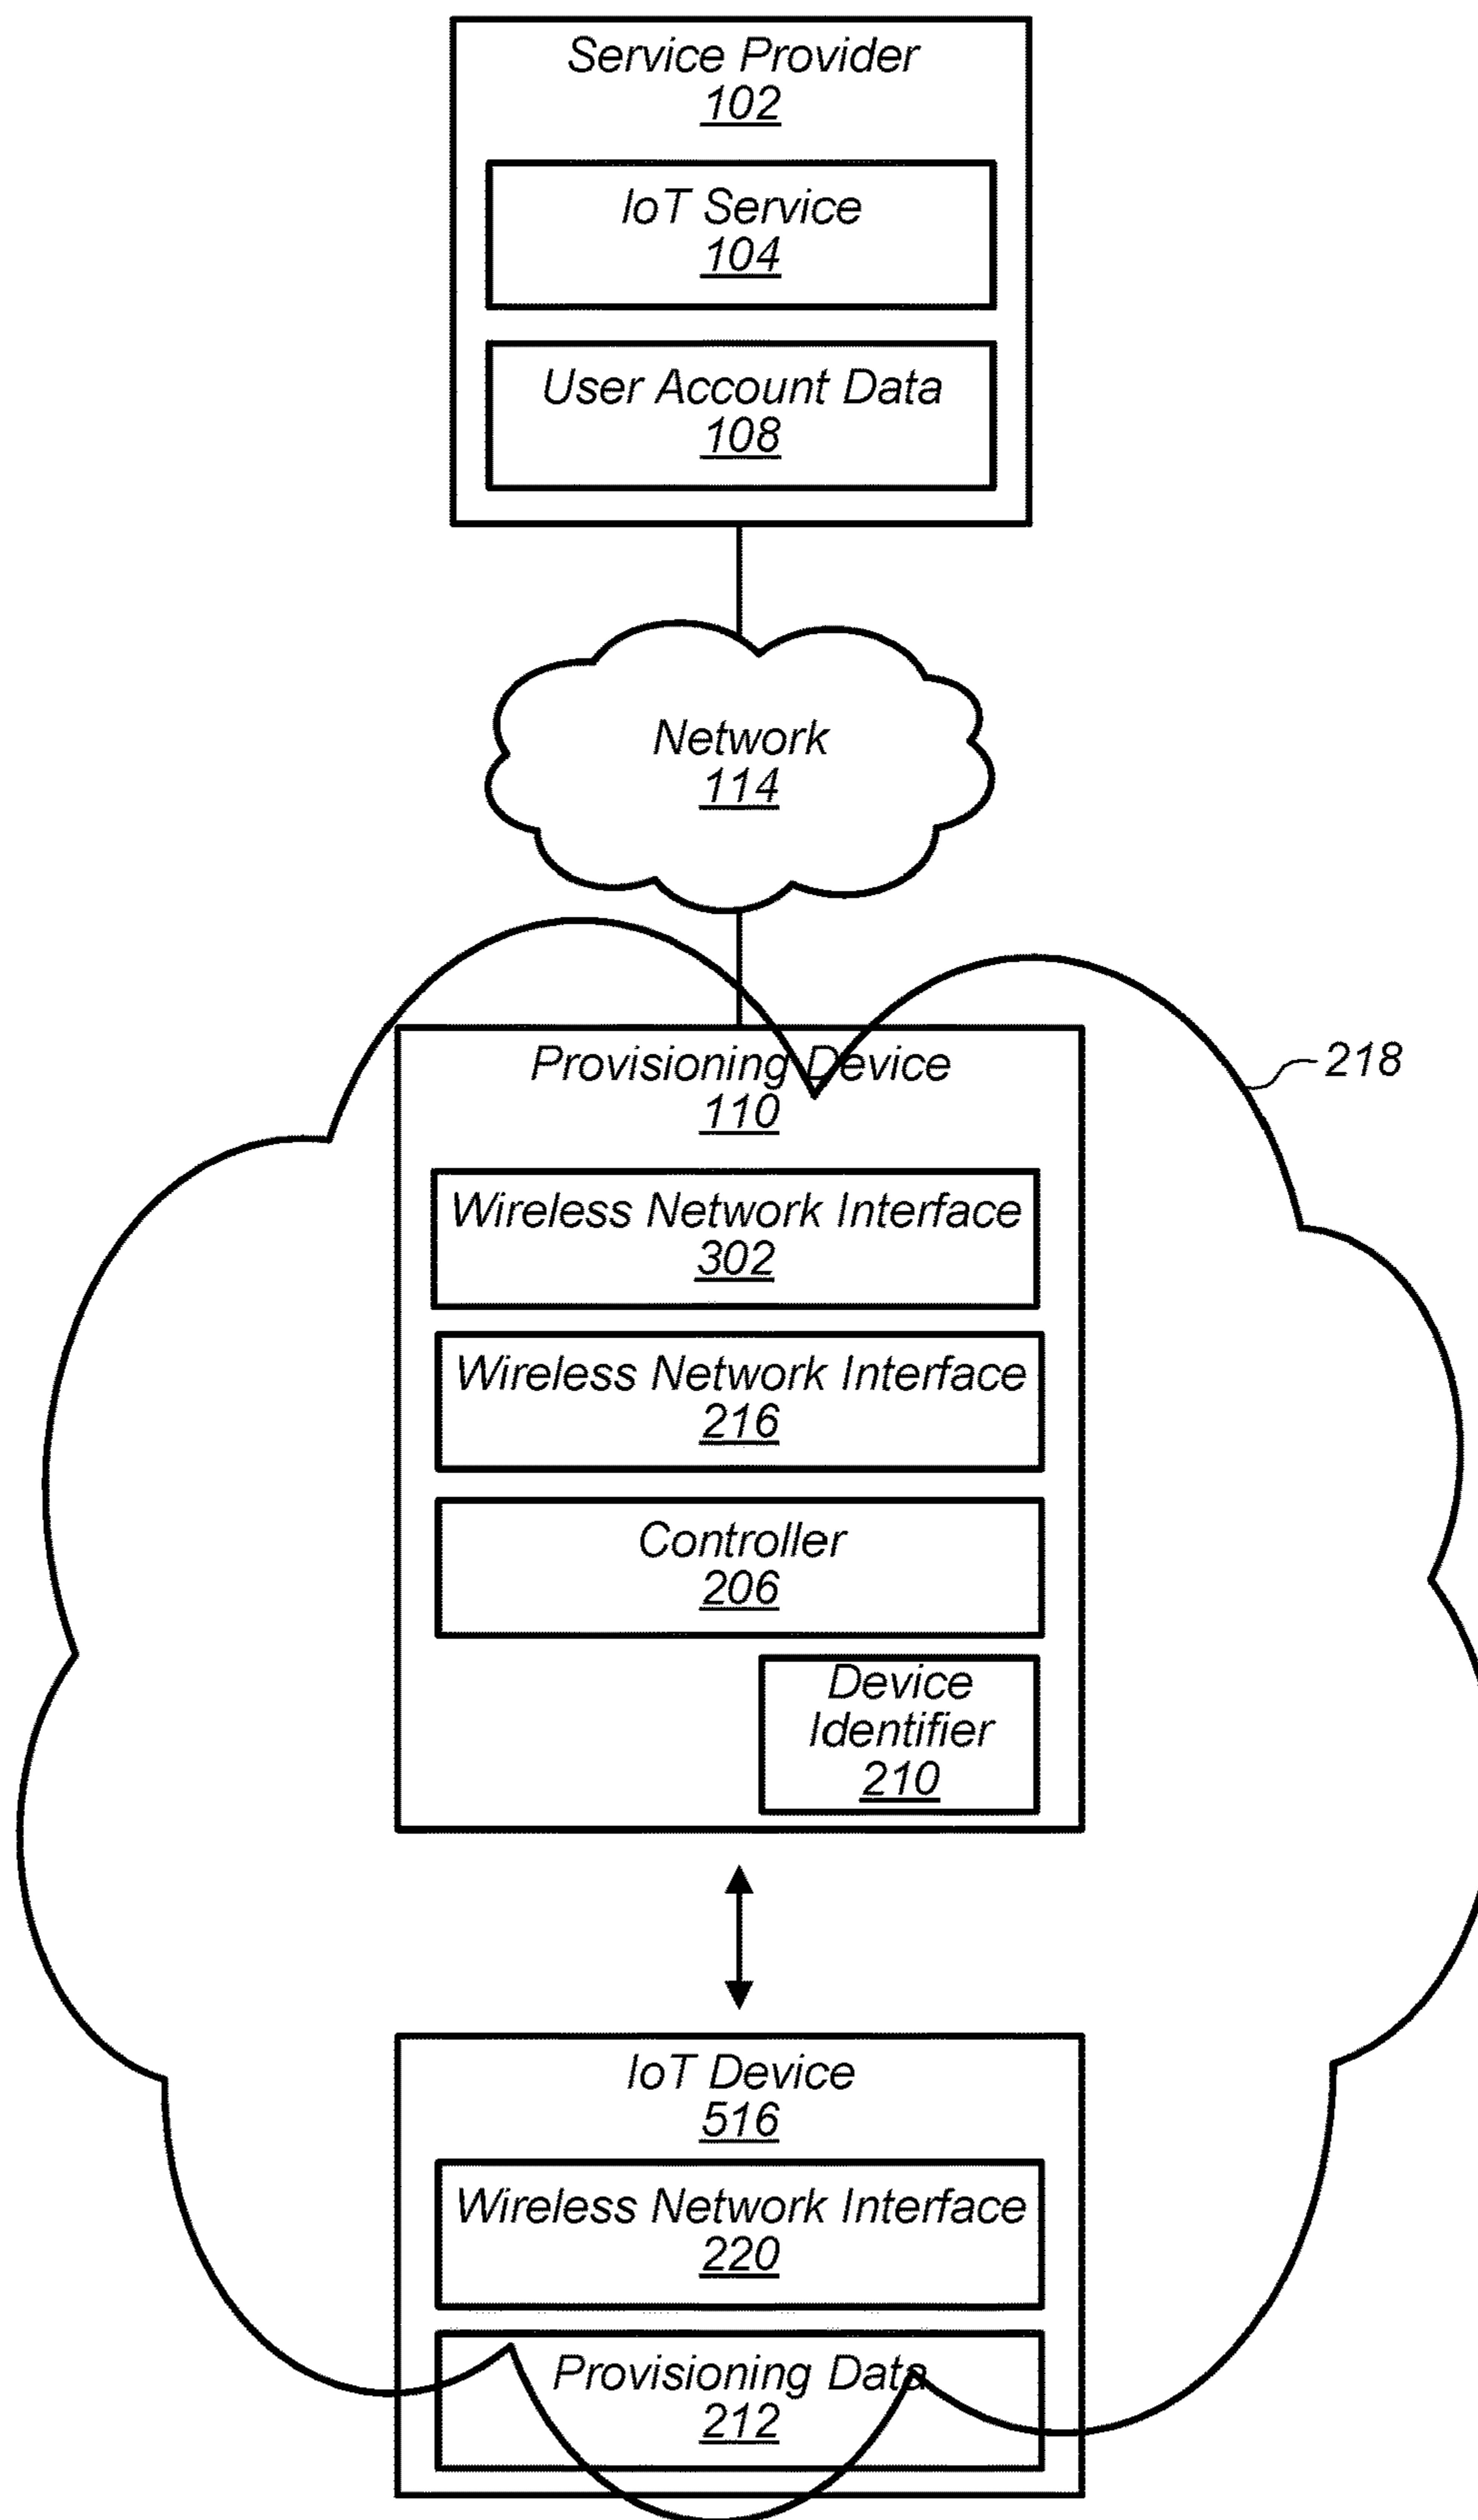 Service Provider
102
IoT Service
104
User Account Data
108
Network
114
218
Provisioning Device
110
Wireless Network Interface
302
Wireless Network Interface
216
Controller
206
Device
Identifier
210
IoT Device
516
Wireless Network Interface
220
Provisioning Data
212